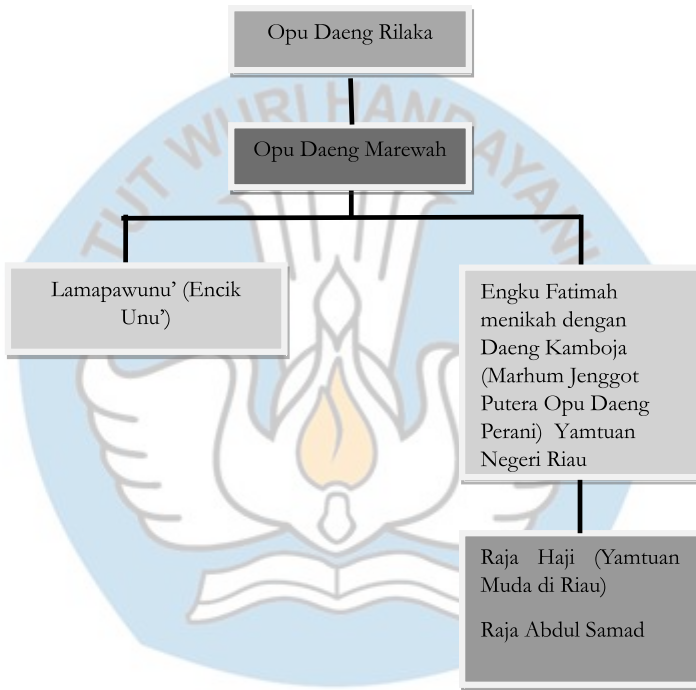 Opu Daeng Rilaka
TUT WURI HANDAYANI
Opu Daeng Marewah
Lamapawunu’ (Encik
Unu’)
Engku Fatimah
menikah dengan
Daeng Kamboja
(Marhum Jenggot
Putera Opu Daeng
Perani) Yamtuan
Negeri Riau
Raja Haji (Yamtuan
Muda di Riau)
Raja Abdul Samad